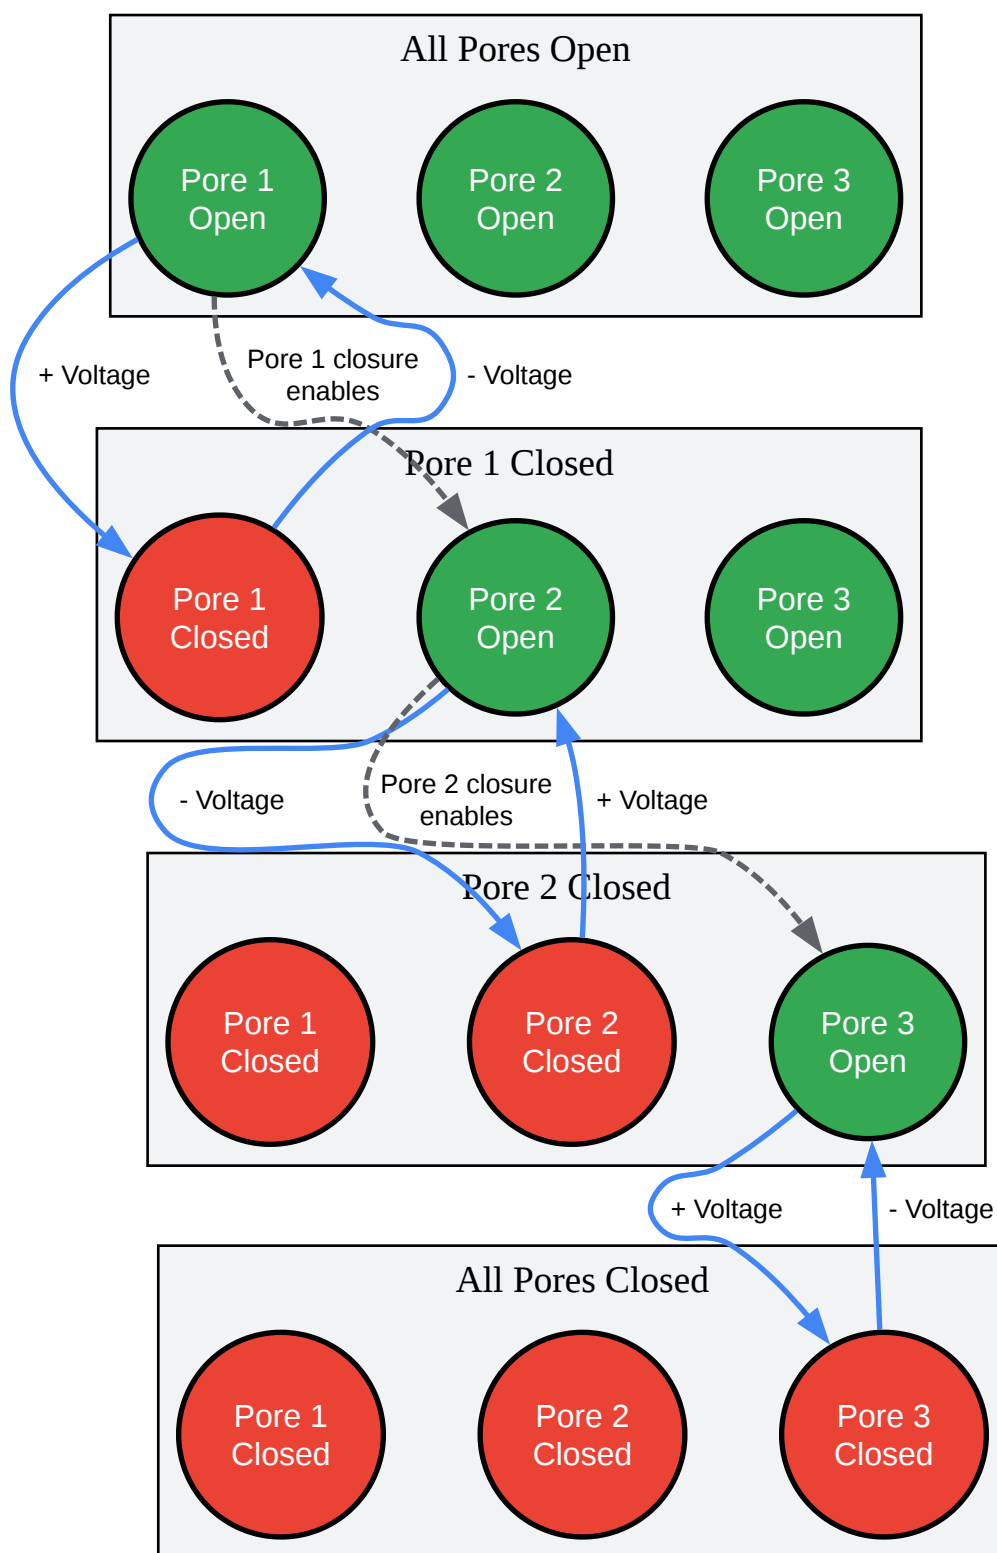 All Pores Open
Pore 1
Open
Pore 2
Open
Pore 3
Open
+ Voltage
Pore 1 closure
enables
- Voltage
Pore 1 Closed
Pore 1
Closed
Pore 2
Open
Pore 3
Open
- Voltage
Pore 2 closure
enables
+ Voltage
Pore 2 Closed
Pore 1
Closed
Pore 2
Closed
Pore 3
Open
+ Voltage
- Voltage
All Pores Closed
Pore 1
Closed
Pore 2
Closed
Pore 3
Closed